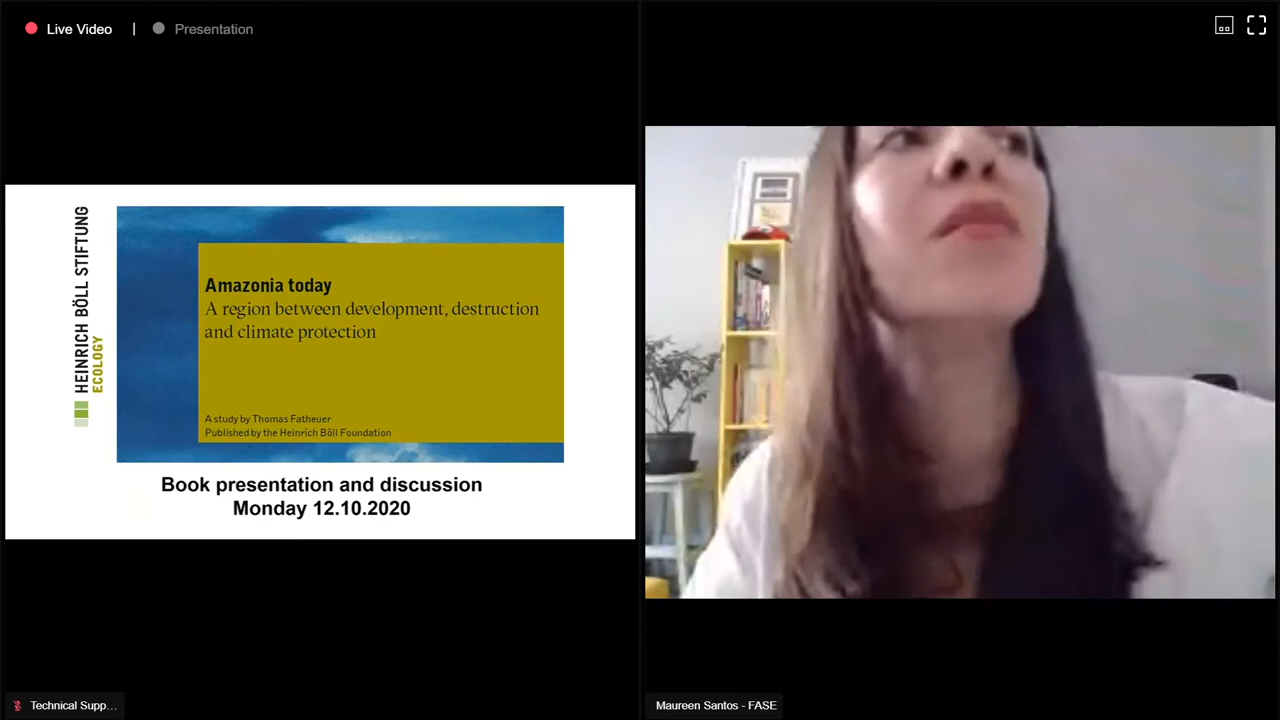 Live Video | Presentation
HEINRICH BÖLL STIFTUNG
ECOLOGY
Amazonia today
A region between development, destruction
and climate protection
A study by Thomas Fatheuer
Published by the Heinrich Böll Foundation
Book presentation and discussion
Monday 12.10.2020
Technical Supp...
Maureen Santos - FASE